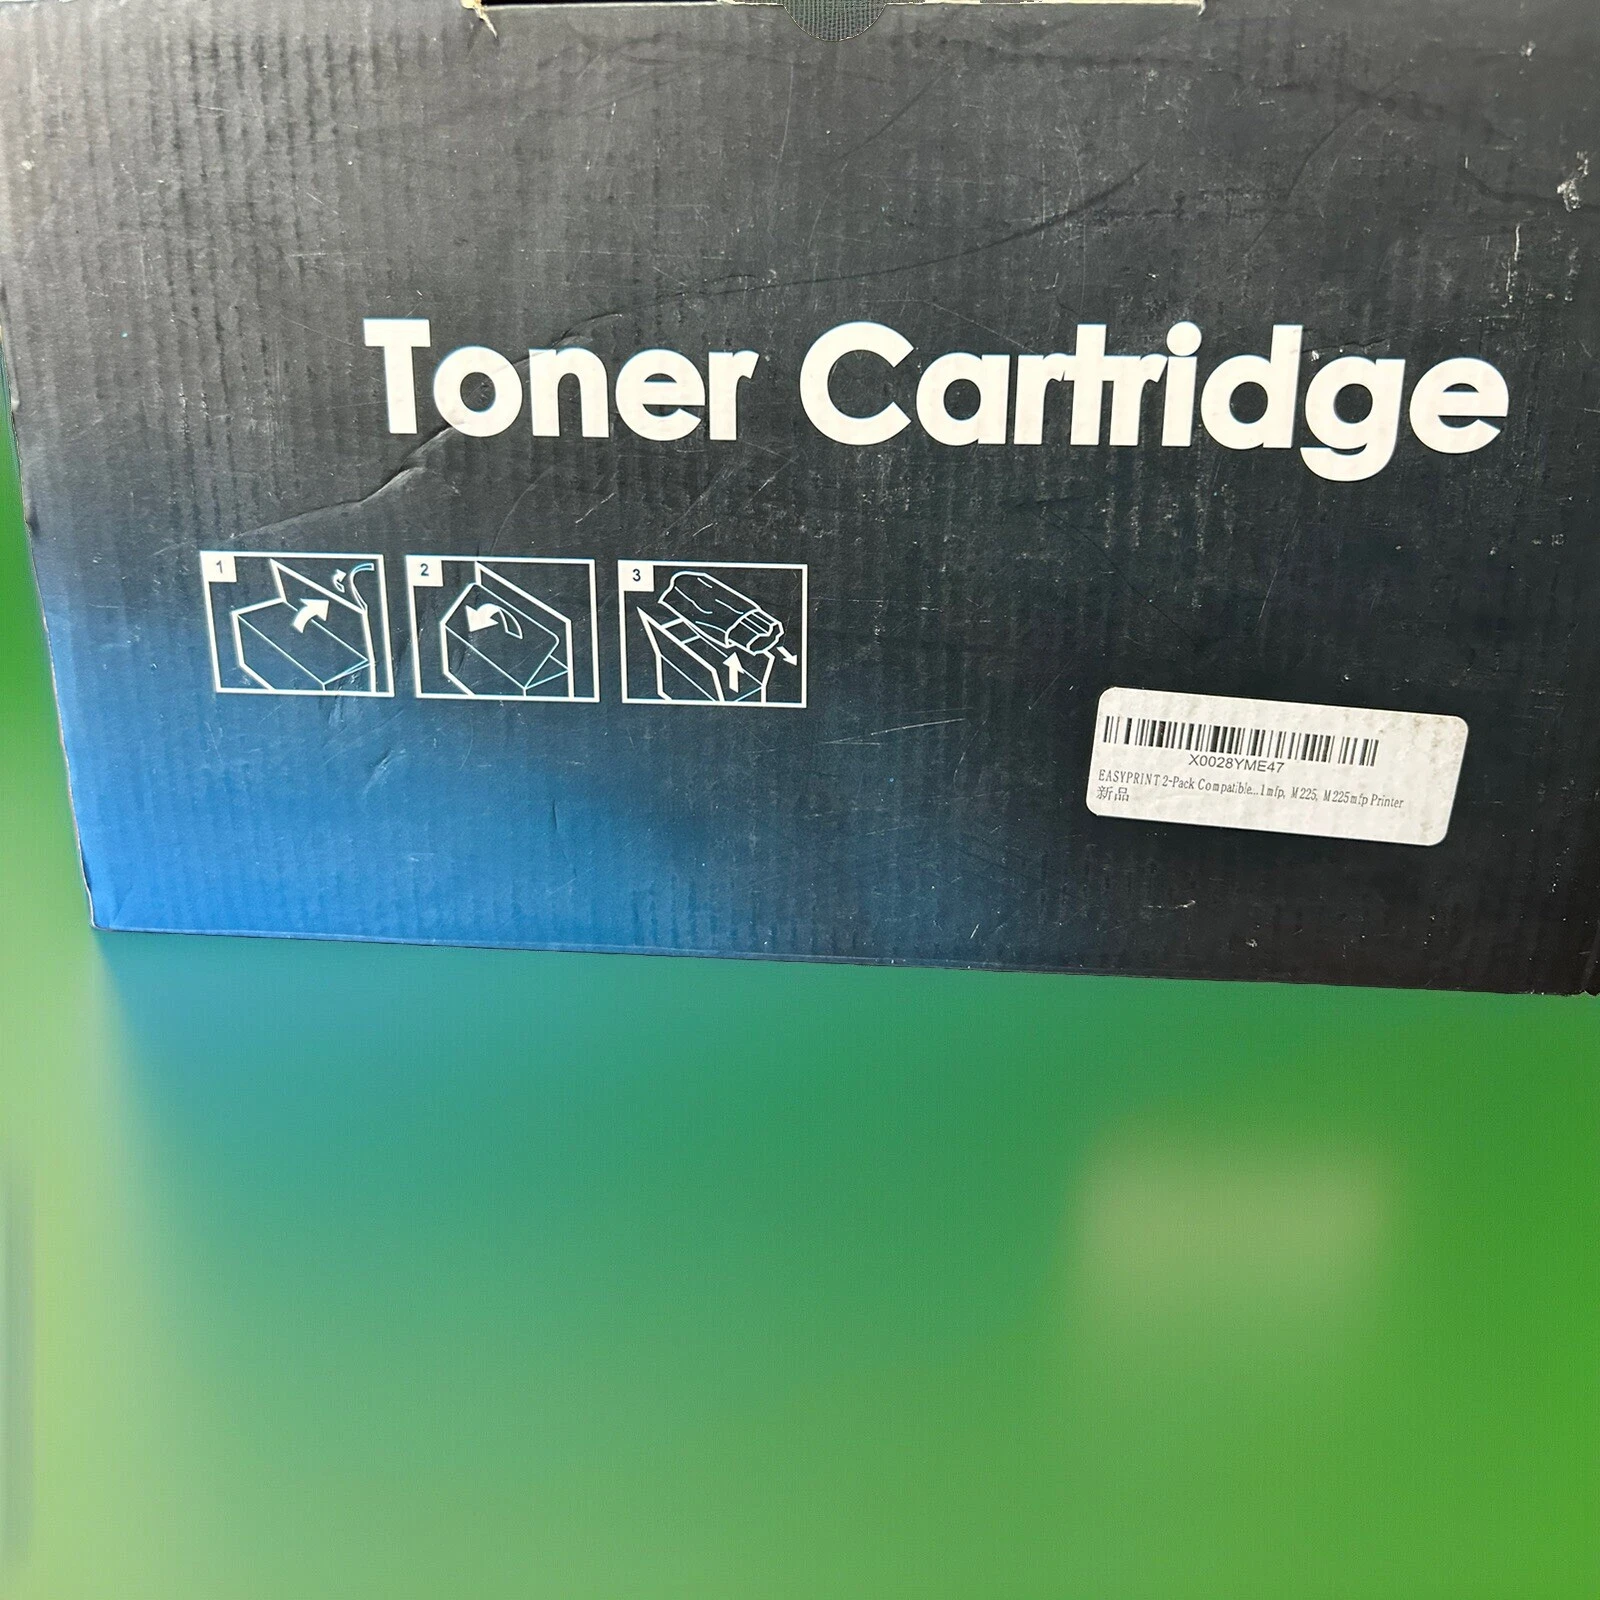 Toner Cartridge
1
2
3
X0028YME47
EASYPRINT 2-Pack Compatible...1mfp, M225, M225mfp Printer
新品